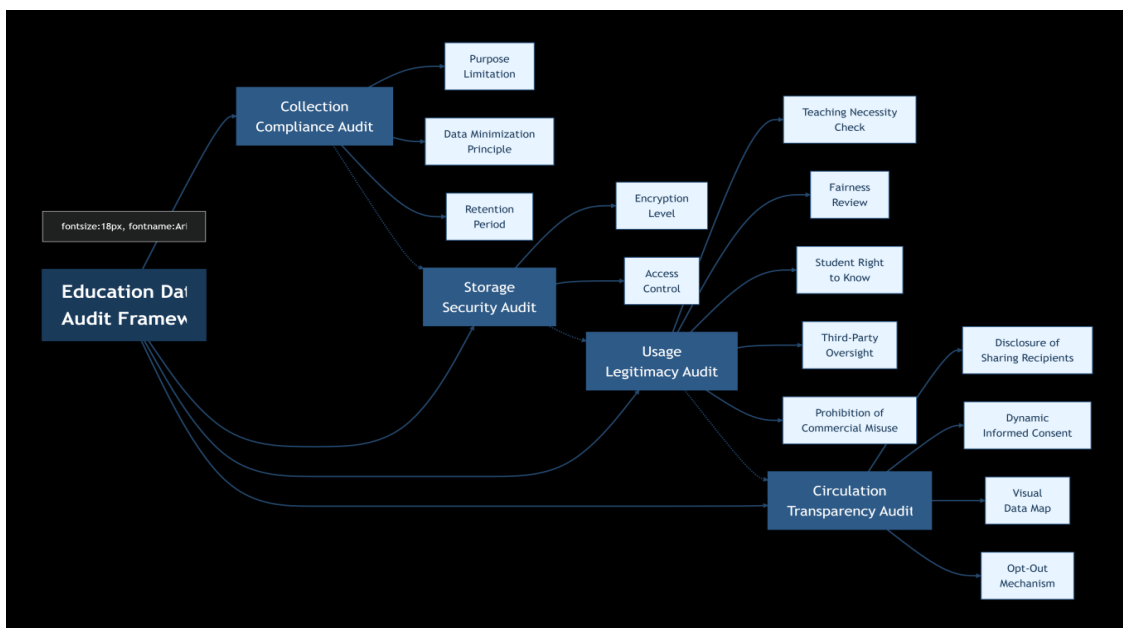 Purpose
Limitation
Collection
Compliance Audit
Data Minimization
Principle
Retention
Period
fontsize:18px, fontname:Ari
Education Dat
Audit Framew
Encryption
Level
Storage
Security Audit
Access
Control
Teaching Necessity
Check
Fairness
Review
Student Right
to Know
Usage
Legitimacy Audit
Third-Party
Oversight
Prohibition of
Commercial Misuse
Disclosure of
Sharing Recipients
Dynamic
Informed Consent
Circulation
Transparency Audit
Visual
Data Map
Opt-Out
Mechanism